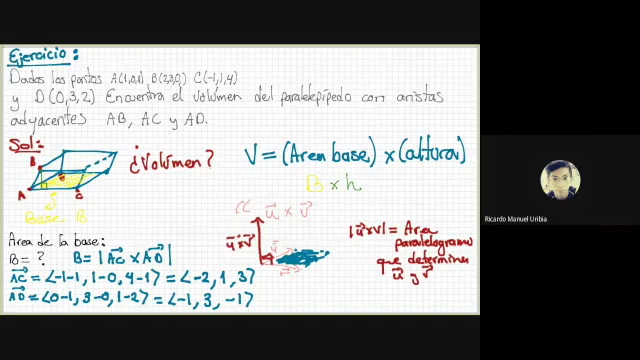 Ejercicio:
Dados los puntos A(1,0,1) B(2,3,0) C(-1,1,4)
y D(0,3,2) Encuentra el volúmen del paralelepípedo con aristas
adyacentes AB, AC y AD.
Sol:
¿Volúmen?
V = (Area base) x (altura)
B x h
B
A
C
Base B
u x v
u x v
u
|u x v| = Area
paralelogramo
que determinan
u y v
Area de la base:
B = ? B = |AC x AD|
AC = <-1-1, 1-0, 4-1> = <-2, 1, 3>
AD = <0-1, 3-0, 1-2> = <-1, 3, -1>
Ricardo Manuel Uribia